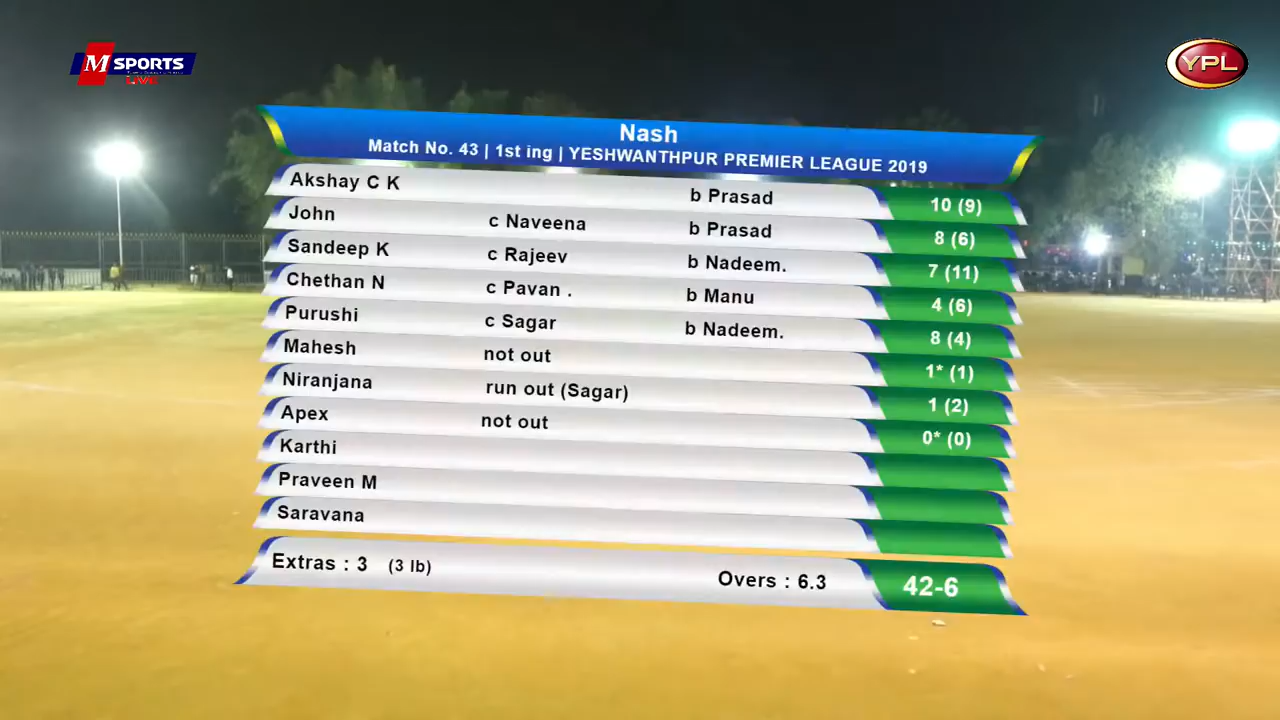 M SPORTS
LIVE
YPL
Nash
Match No. 43 | 1st ing | YESHWANTHPUR PREMIER LEAGUE 2019
Akshay C K b Prasad 10 (9)
John c Naveena b Prasad 8 (6)
Sandeep K c Rajeev b Nadeem. 7 (11)
Chethan N c Pavan . b Manu 4 (6)
Purushi c Sagar b Nadeem. 8 (4)
Mahesh not out 1* (1)
Niranjana run out (Sagar) 1 (2)
Apex not out 0* (0)
Karthi
Praveen M
Saravana
Extras : 3 (3 lb) Overs : 6.3 42-6